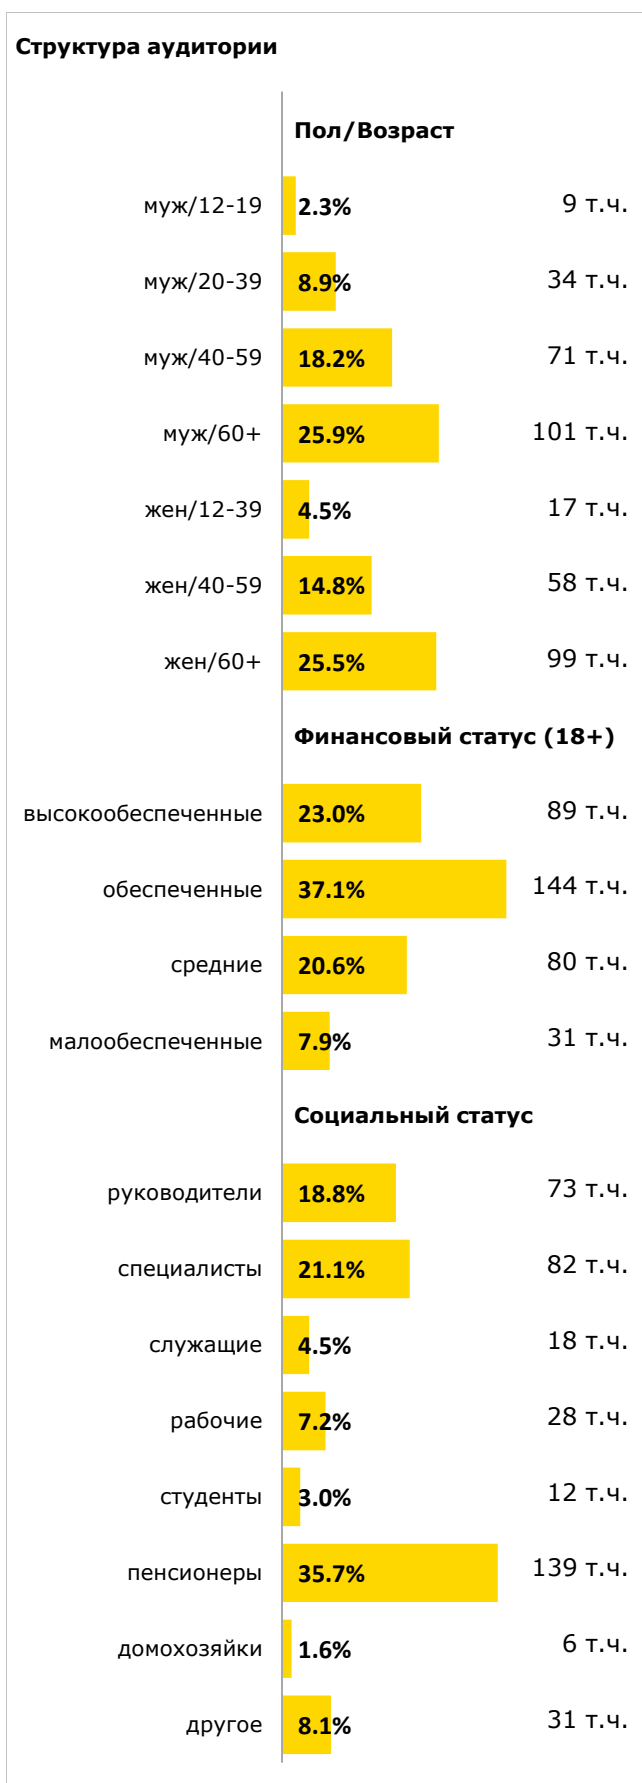 Структура аудитории
Пол/Возраст
муж/12-19 2.3% 9 т.ч.
муж/20-39 8.9% 34 т.ч.
муж/40-59 18.2% 71 т.ч.
муж/60+ 25.9% 101 т.ч.
жен/12-39 4.5% 17 т.ч.
жен/40-59 14.8% 58 т.ч.
жен/60+ 25.5% 99 т.ч.
Финансовый статус (18+)
высокообеспеченные 23.0% 89 т.ч.
обеспеченные 37.1% 144 т.ч.
средние 20.6% 80 т.ч.
малообеспеченные 7.9% 31 т.ч.
Социальный статус
руководители 18.8% 73 т.ч.
специалисты 21.1% 82 т.ч.
служащие 4.5% 18 т.ч.
рабочие 7.2% 28 т.ч.
студенты 3.0% 12 т.ч.
пенсионеры 35.7% 139 т.ч.
домохозяйки 1.6% 6 т.ч.
другое 8.1% 31 т.ч.